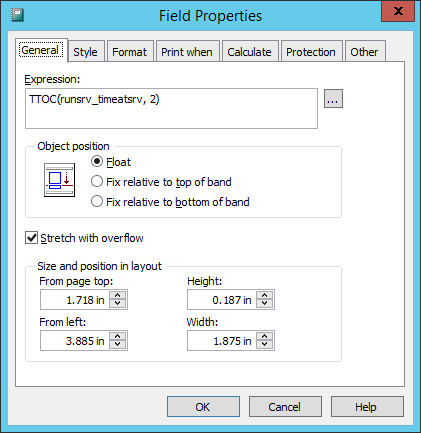 Field Properties
General Style Format Print when Calculate Protection Other
Expression:
TTOC(runsrv_timeatsrv, 2)
...
Object position
Float
Fix relative to top of band
Fix relative to bottom of band
Stretch with overflow
Size and position in layout
From page top: Height:
1.718 in 0.187 in
From left: Width:
3.885 in 1.875 in
OK Cancel Help